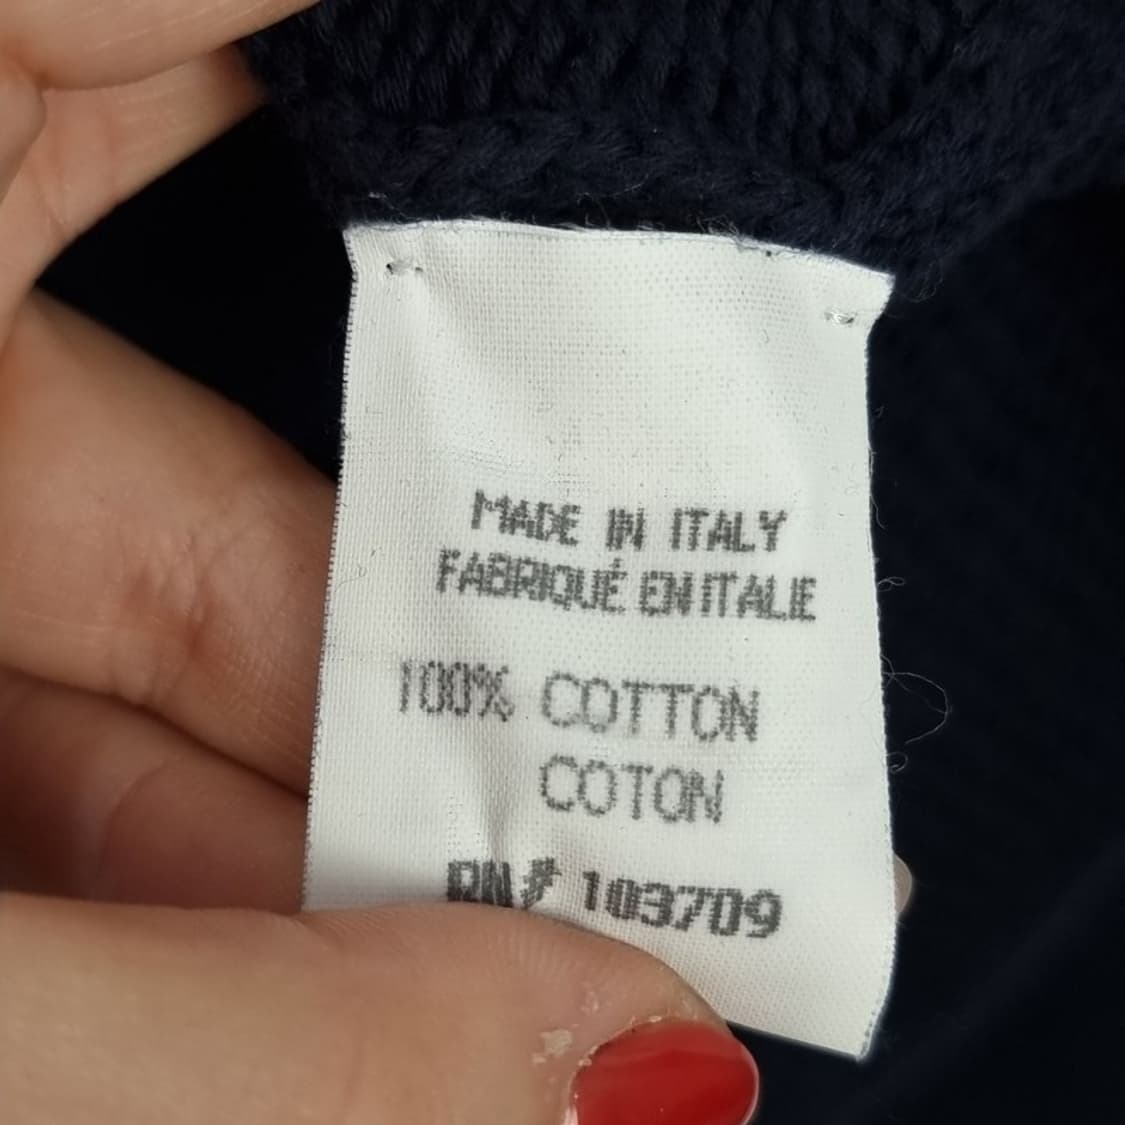 MADE IN ITALY
FABRIQUÉ EN ITALIE
100% COTTON
COTON
RN# 103709